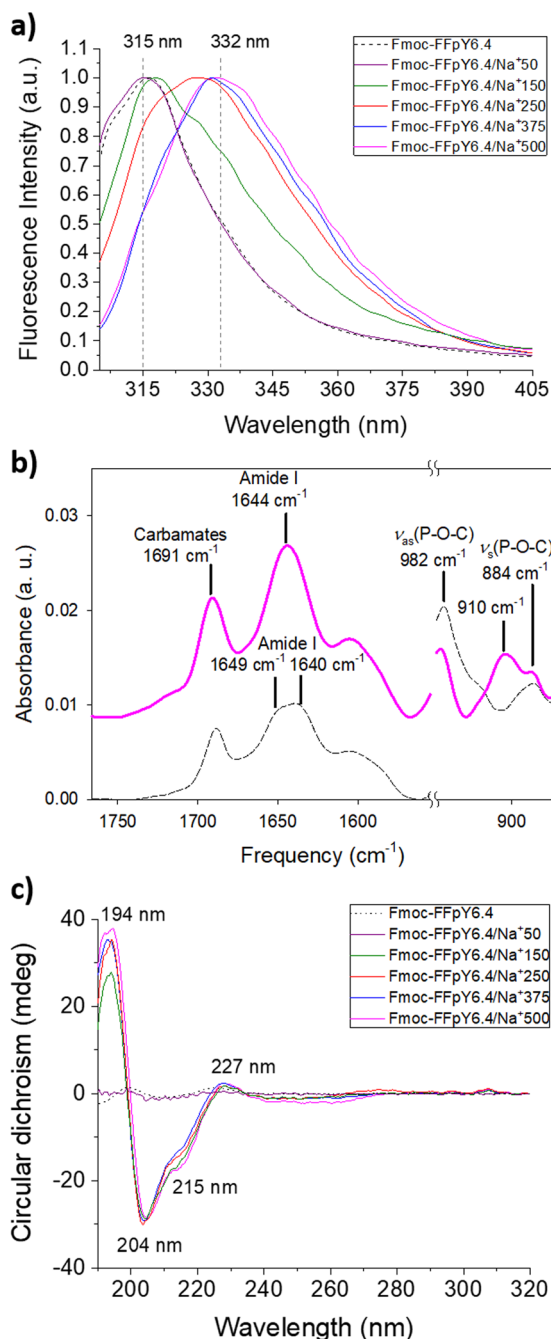 a)
315 nm 332 nm
Fmoc-FFpY6.4
Fmoc-FFpY6.4/Na⁺50
Fmoc-FFpY6.4/Na⁺150
Fmoc-FFpY6.4/Na⁺250
Fmoc-FFpY6.4/Na⁺375
Fmoc-FFpY6.4/Na⁺500
Fluorescence Intensity (a.u.)
1.0
1.0
0.9
0.8
0.7
0.6
0.5
0.4
0.3
0.2
0.1
0.0
315 330 345 360 375 390 405
Wavelength (nm)
b)
Amide I
1644 cm⁻¹
Carbamates
1691 cm⁻¹
νas(P-O-C)
982 cm⁻¹
νs(P-O-C)
884 cm⁻¹
910 cm⁻¹
Amide I
1649 cm⁻¹ 1640 cm⁻¹
Absorbance (a. u.)
0.03
0.02
0.01
0.00
1750 1700 1650 1600 900
Frequency (cm⁻¹)
c)
194 nm
Fmoc-FFpY6.4
Fmoc-FFpY6.4/Na⁺50
Fmoc-FFpY6.4/Na⁺150
Fmoc-FFpY6.4/Na⁺250
Fmoc-FFpY6.4/Na⁺375
Fmoc-FFpY6.4/Na⁺500
227 nm
215 nm
204 nm
Circular dichroism (mdeg)
40
20
0
-20
-40
200 220 240 260 280 300 320
Wavelength (nm)